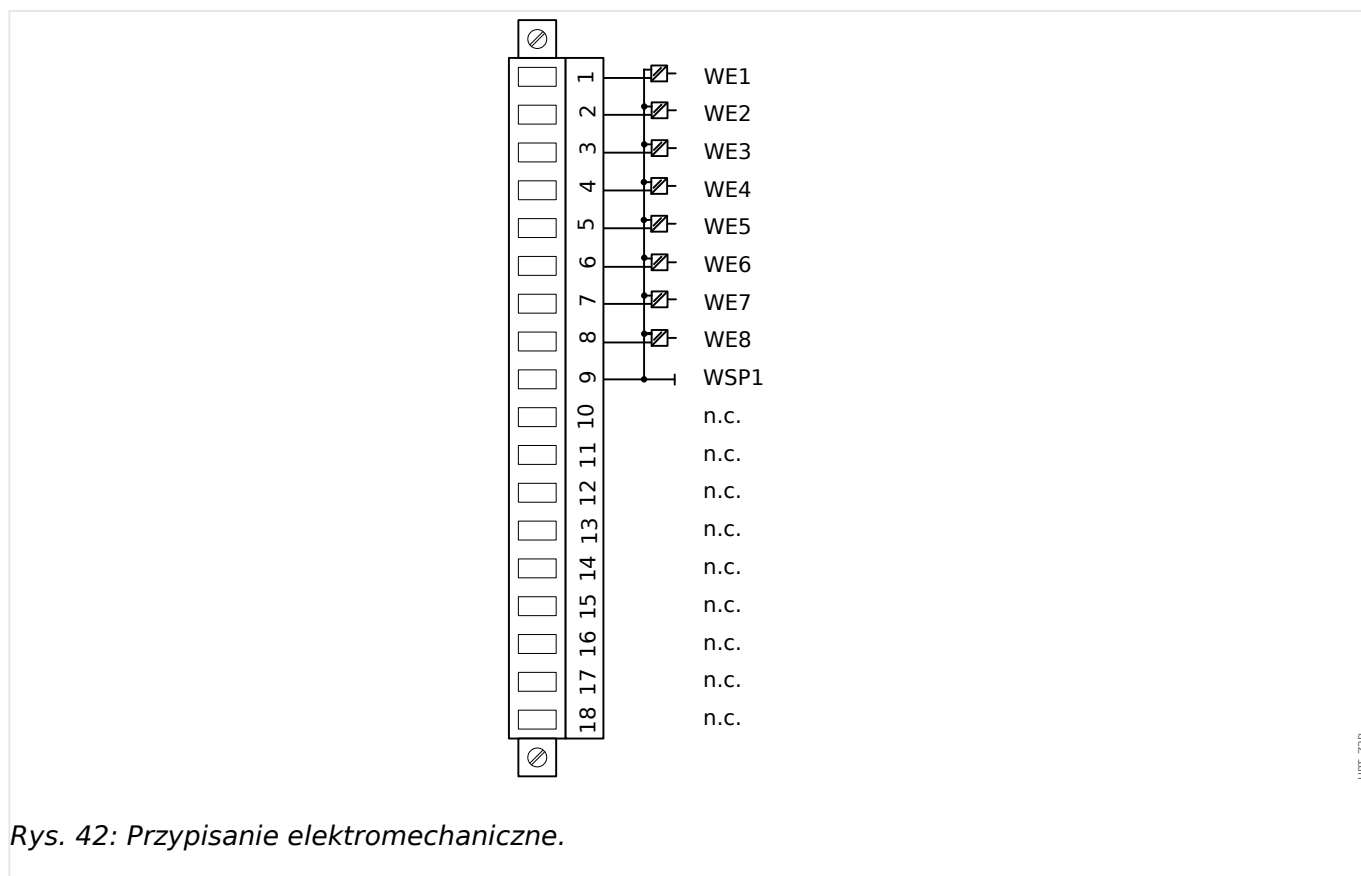 1 WE1
2 WE2
3 WE3
4 WE4
5 WE5
6 WE6
7 WE7
8 WE8
9 WSP1
10 n.c.
11 n.c.
12 n.c.
13 n.c.
14 n.c.
15 n.c.
16 n.c.
17 n.c.
18 n.c.
Rys. 42: Przypisanie elektromechaniczne.